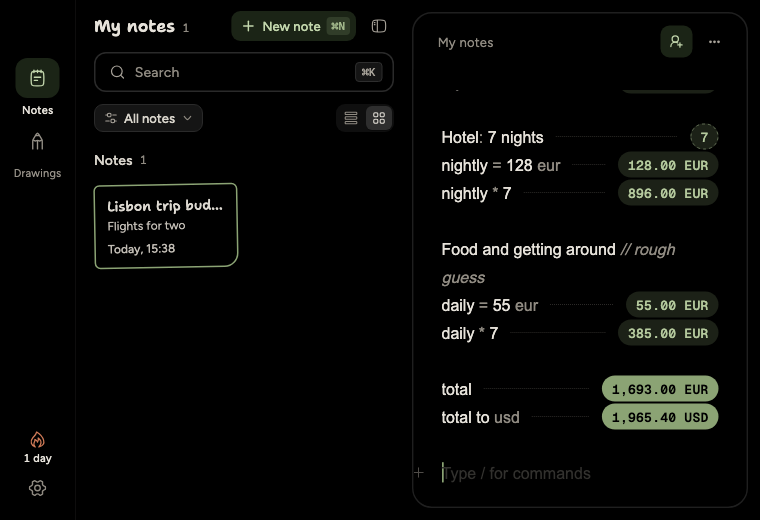 My notes 1
+ New note ⌘N
Search ⌘K
All notes
Notes
Drawings
Notes 1
Lisbon trip bud...
Flights for two
Today, 15:38
1 day
My notes
Hotel: 7 nights 7
nightly = 128 eur 128.00 EUR
nightly * 7 896.00 EUR
Food and getting around // rough
guess
daily = 55 eur 55.00 EUR
daily * 7 385.00 EUR
total 1,693.00 EUR
total to usd 1,965.40 USD
Type / for commands